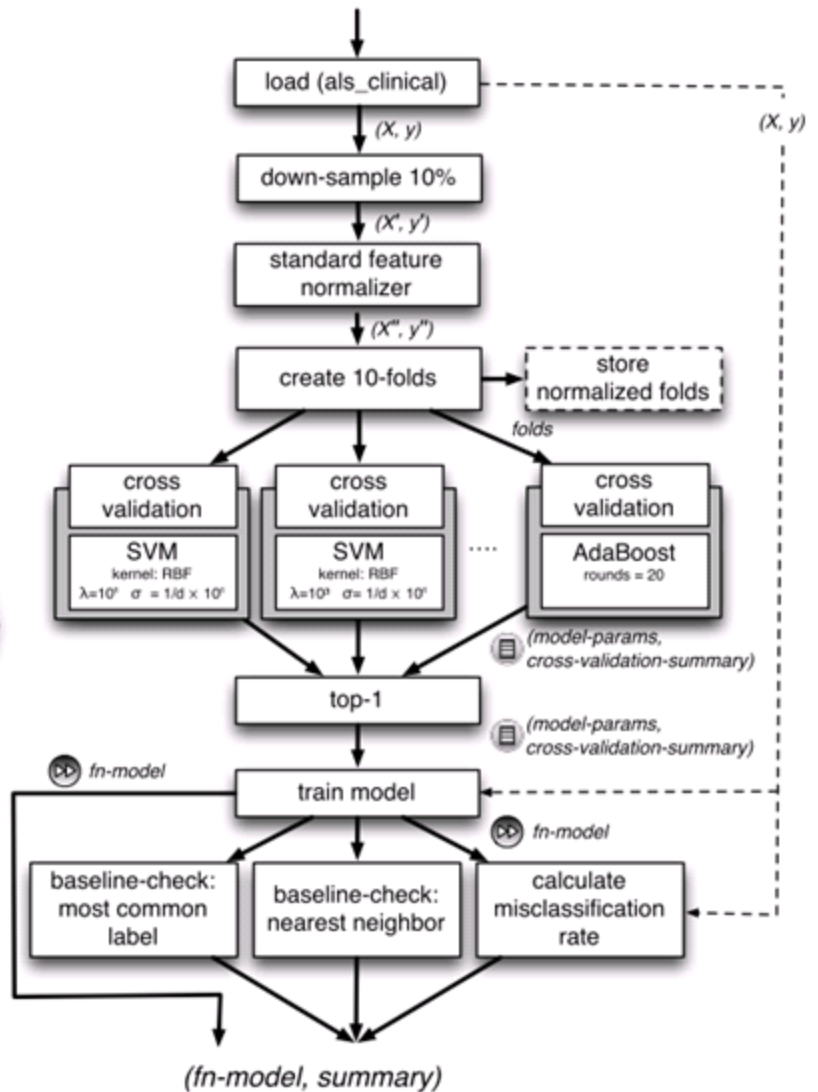 load (als_clinical)
(X, y)
(X, y)
down-sample 10%
(X', y')
standard feature
normalizer
(X", y")
create 10-folds
store
normalized folds
folds
cross
validation
SVM
kernel: RBF
cross
validation
SVM
kernel: RBF
....
cross
validation
AdaBoost
rounds = 20
(model-params,
cross-validation-summary)
top-1
(model-params,
cross-validation-summary)
fn-model
train model
fn-model
baseline-check:
most common
label
baseline-check:
nearest neighbor
calculate
misclassification
rate
(fn-model, summary)